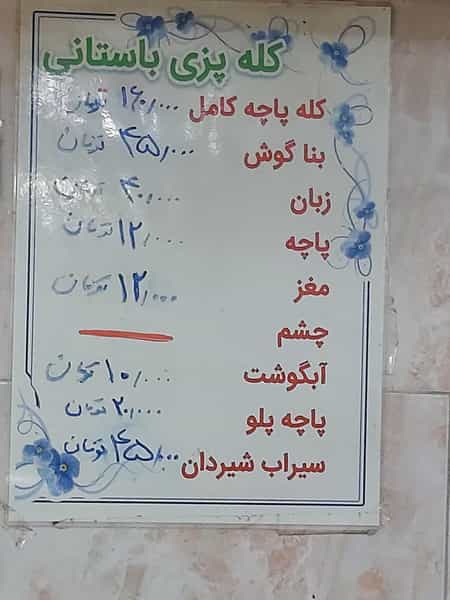 کله پزی باستانی
کله پاچه کامل ۱۶۰/۰۰۰ تومان
بنا گوش ۴۵/۰۰۰ تومان
زبان ۴۰/۰۰۰ تومان
پاچه ۱۲/۰۰۰ تومان
مغز ۱۲/۰۰۰ تومان
چشم
آبگوشت ۱۰/۰۰۰ تومان
پاچه پلو ۲۰/۰۰۰ تومان
سیراب شیردان ۴۵/۰۰۰ تومان